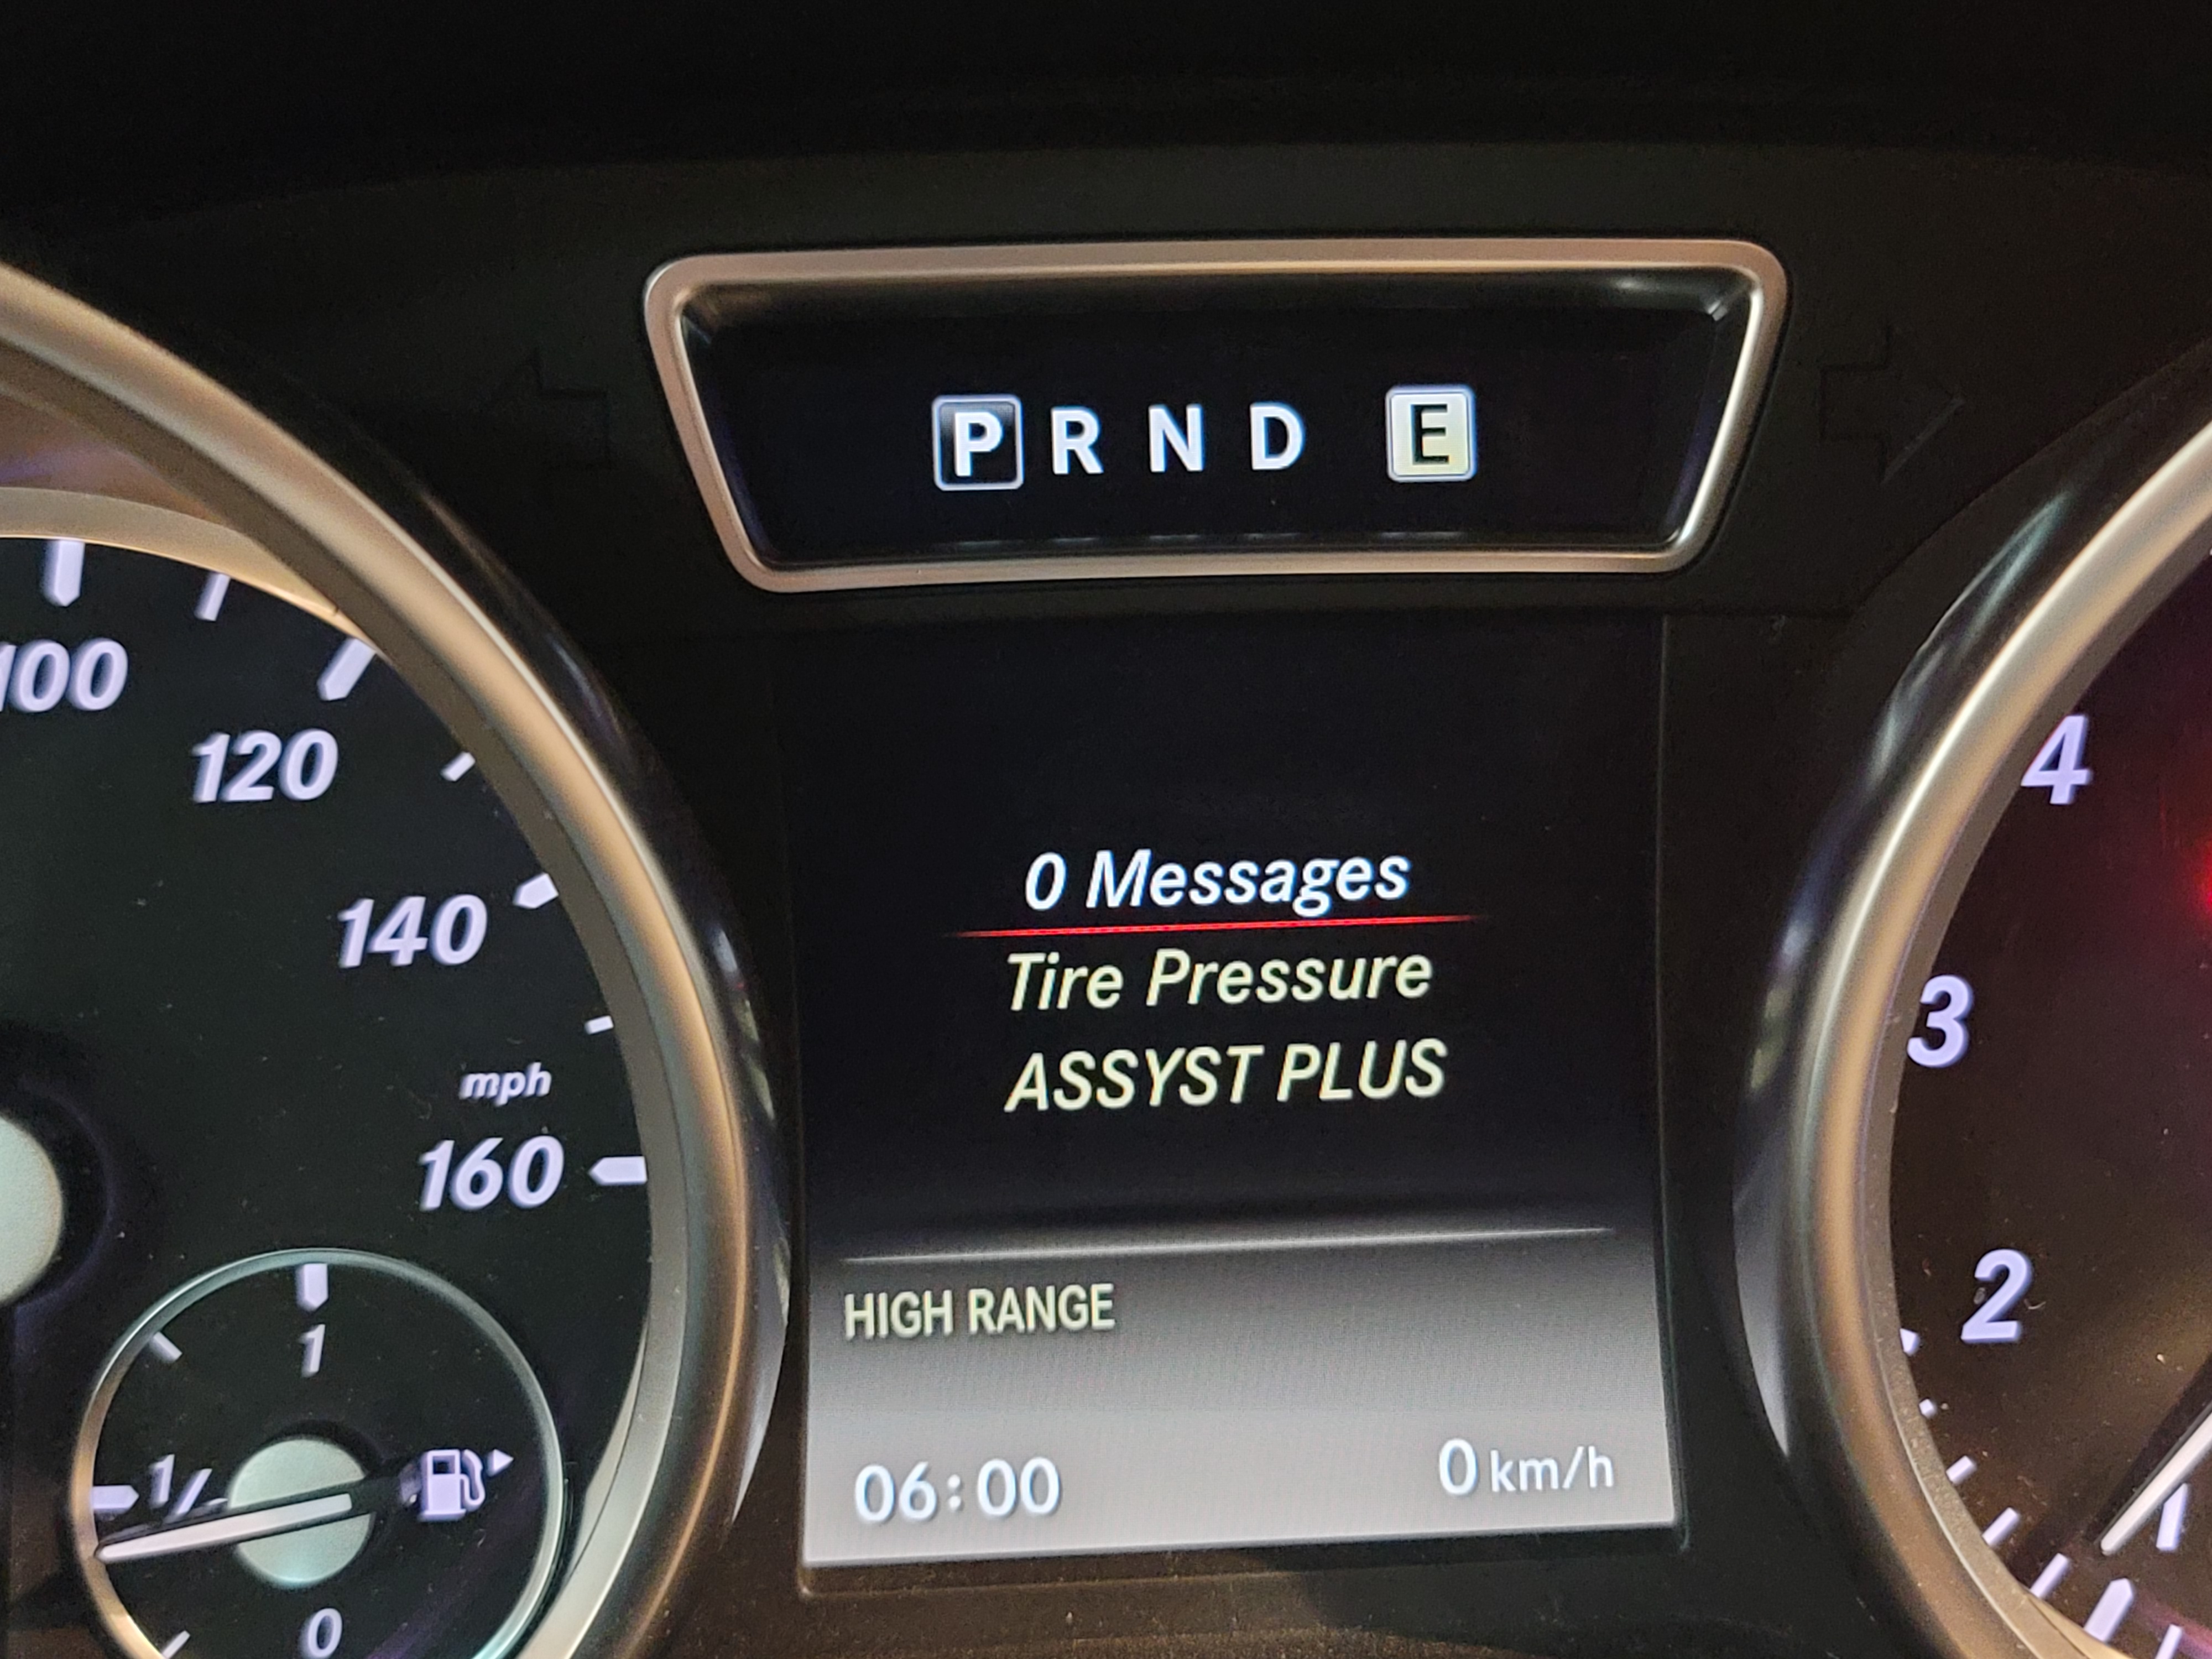 P R N D E
100
120
140
mph
160
1
1/
0
0 Messages
Tire Pressure
ASSYST PLUS
HIGH RANGE
06:00 0 km/h
4
3
2
1